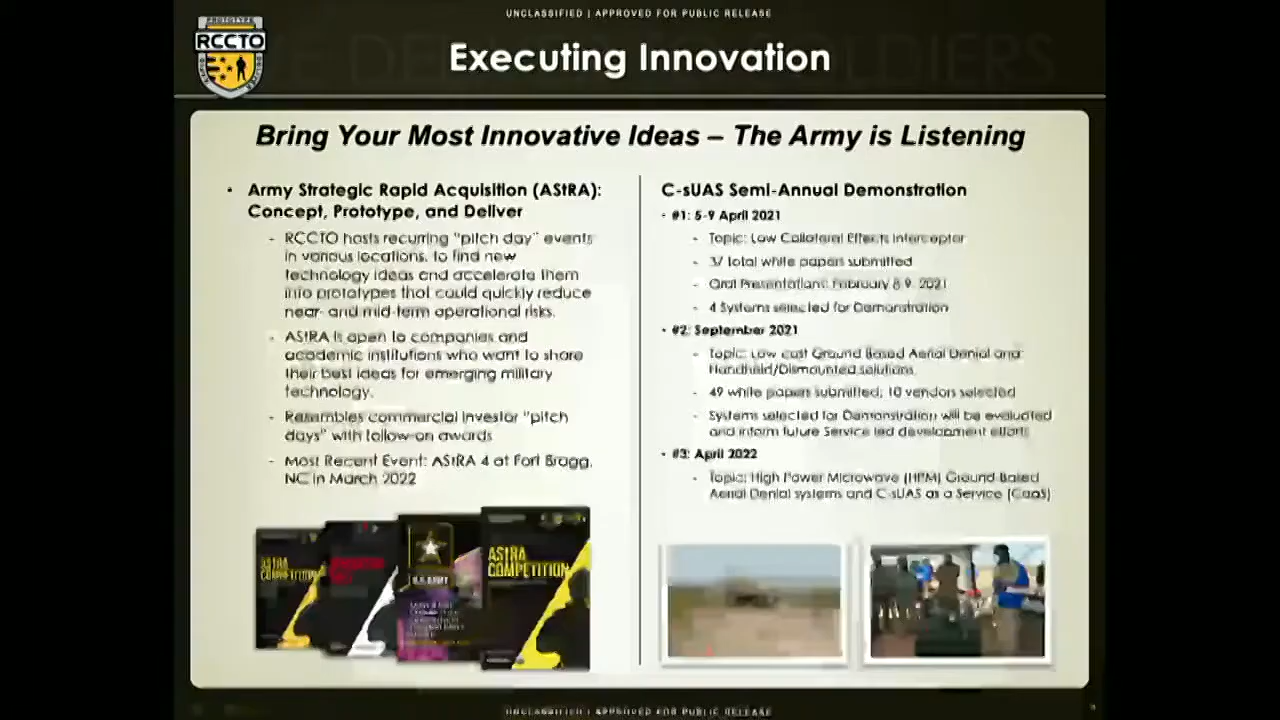 UNCLASSIFIED | APPROVED FOR PUBLIC RELEASE
PROTOTYPE
RCCTO
Executing Innovation
Bring Your Most Innovative Ideas – The Army is Listening
• Army Strategic Rapid Acquisition (AStRA):
Concept, Prototype, and Deliver
- RCCTO hosts recurring "pitch day" events
in various locations, to find new
technology ideas and accelerate them
into prototypes that could quickly reduce
near- and mid-term operational risks.
- AStRA is open to companies and
academic institutions who want to share
their best ideas for emerging military
technology.
- Resembles commercial investor "pitch
days" with follow-on awards
- Most Recent Event: AStRA 4 at Fort Bragg,
NC in March 2022
C-sUAS Semi-Annual Demonstration
- #1: 5-9 April 2021
- Topic: Low Collateral Effects Interceptor
- 37 total white papers submitted
- Oral Presentations: February 8-9, 2021
- 4 Systems selected for Demonstration
- #2: September 2021
- Topic: Low cost Ground Based Aerial Denial and
Handheld/Dismounted solutions
- 49 white papers submitted; 10 vendors selected
- Systems selected for Demonstration will be evaluated
and inform future Service led development efforts
- #3: April 2022
- Topic: High Power Microwave (HPM) Ground-Based
Aerial Denial systems and C-sUAS as a Service (CaaS)
ASTRA
COMPETITION
U.S. ARMY
ASTRA
COMPETITION
UNCLASSIFIED | APPROVED FOR PUBLIC RELEASE